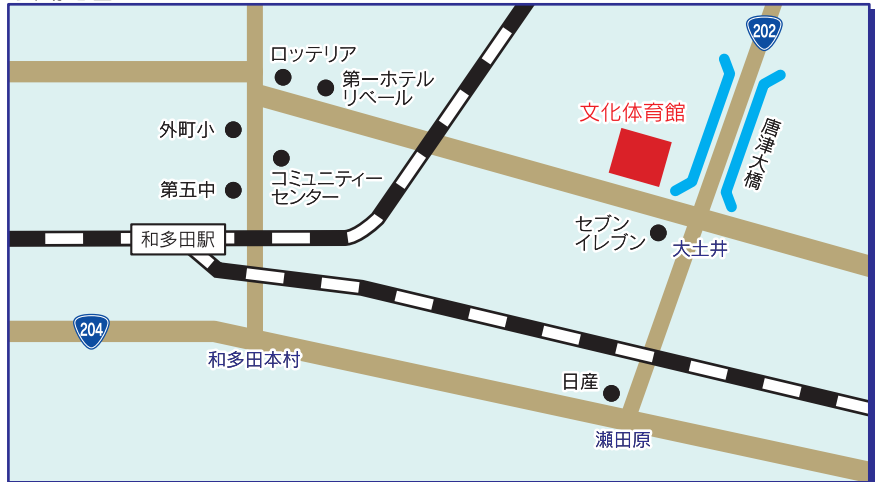 202
ロッテリア
第一ホテル
リベール
文化体育館
外町小
唐津大橋
コミュニティー
センター
第五中
セブン
イレブン
和多田駅
大土井
204
和多田本村
日産
瀬田原